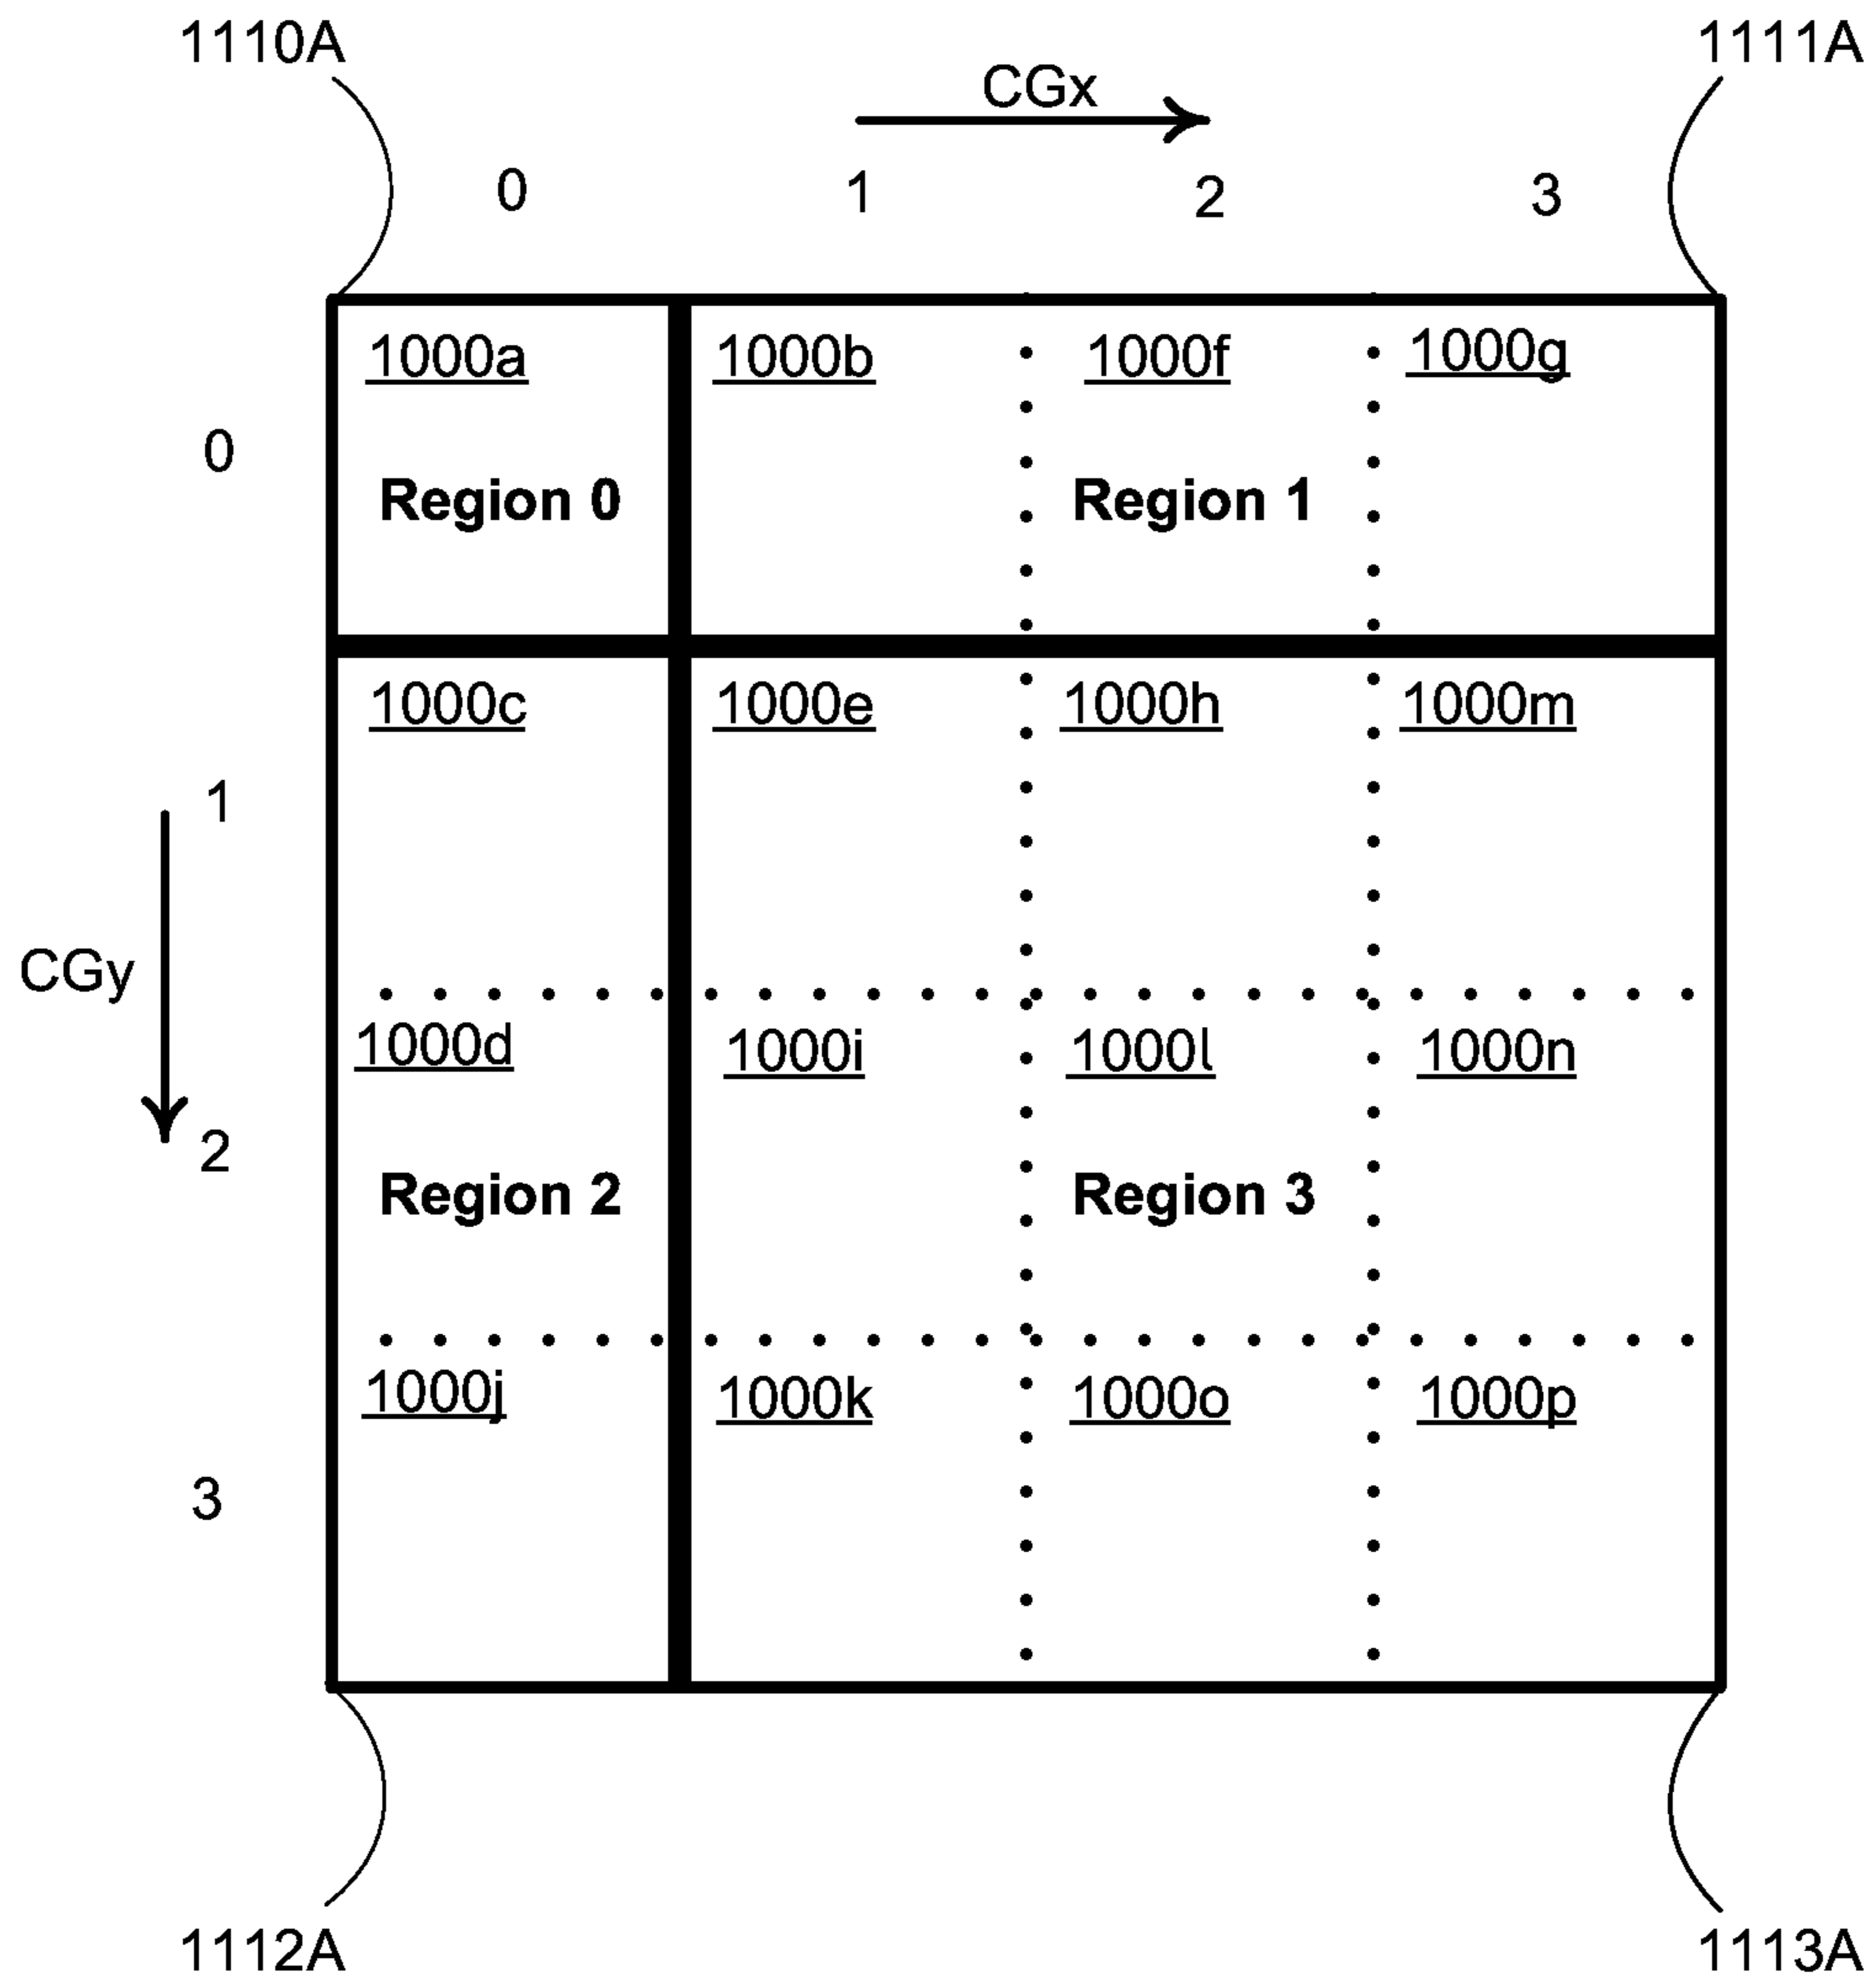 1110A 1111A
CGx
0 1 2 3
1000a 1000b 1000f 1000g
0
Region 0 Region 1
1000c 1000e 1000h 1000m
1
CGy
1000d 1000i 1000l 1000n
2
Region 2 Region 3
1000j 1000k 1000o 1000p
3
1112A 1113A